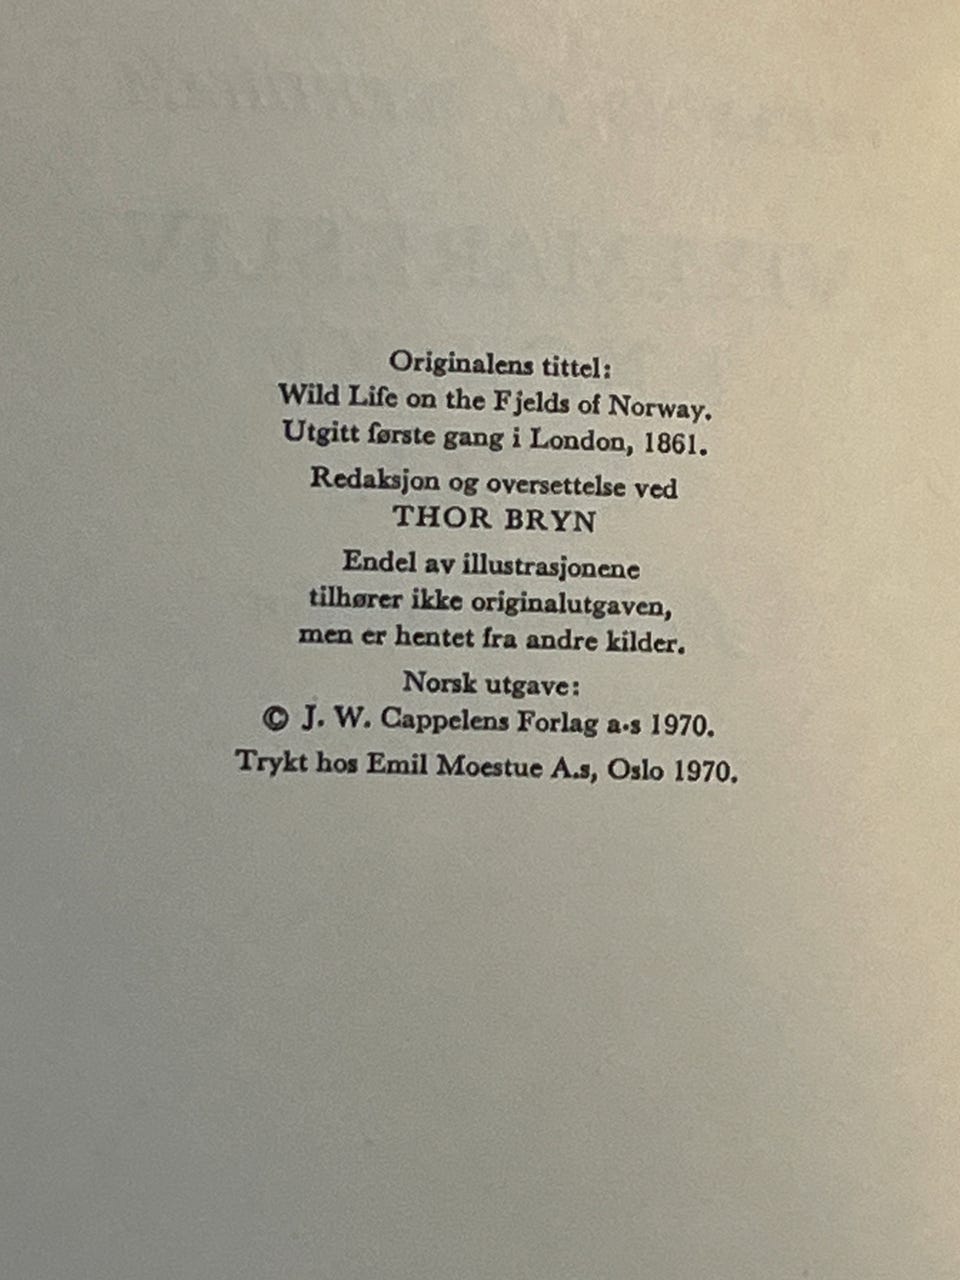 Originalens tittel:
Wild Life on the Fjelds of Norway.
Utgitt første gang i London, 1861.
Redaksjon og oversettelse ved
THOR BRYN
Endel av illustrasjonene
tilhører ikke originalutgaven,
men er hentet fra andre kilder.
Norsk utgave:
© J. W. Cappelens Forlag a·s 1970.
Trykt hos Emil Moestue A.s, Oslo 1970.